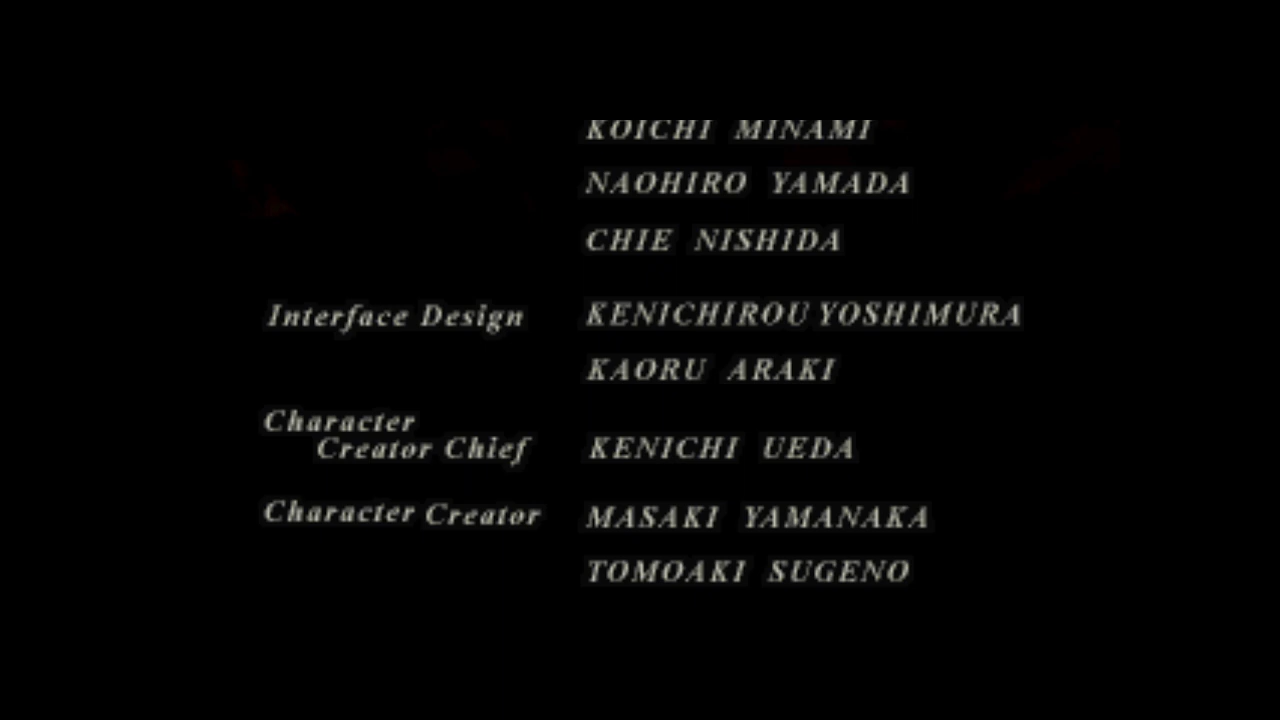 KOICHI MINAMI
NAOHIRO YAMADA
CHIE NISHIDA
Interface Design KENICHIROU YOSHIMURA
KAORU ARAKI
Character
Creator Chief KENICHI UEDA
Character Creator MASAKI YAMANAKA
TOMOAKI SUGENO